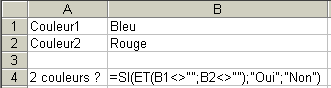 A B
1 Couleur1 Bleu
2 Couleur2 Rouge
3
4 2 couleurs ? =SI(ET(B1<>"";B2<>"");"Oui";"Non")